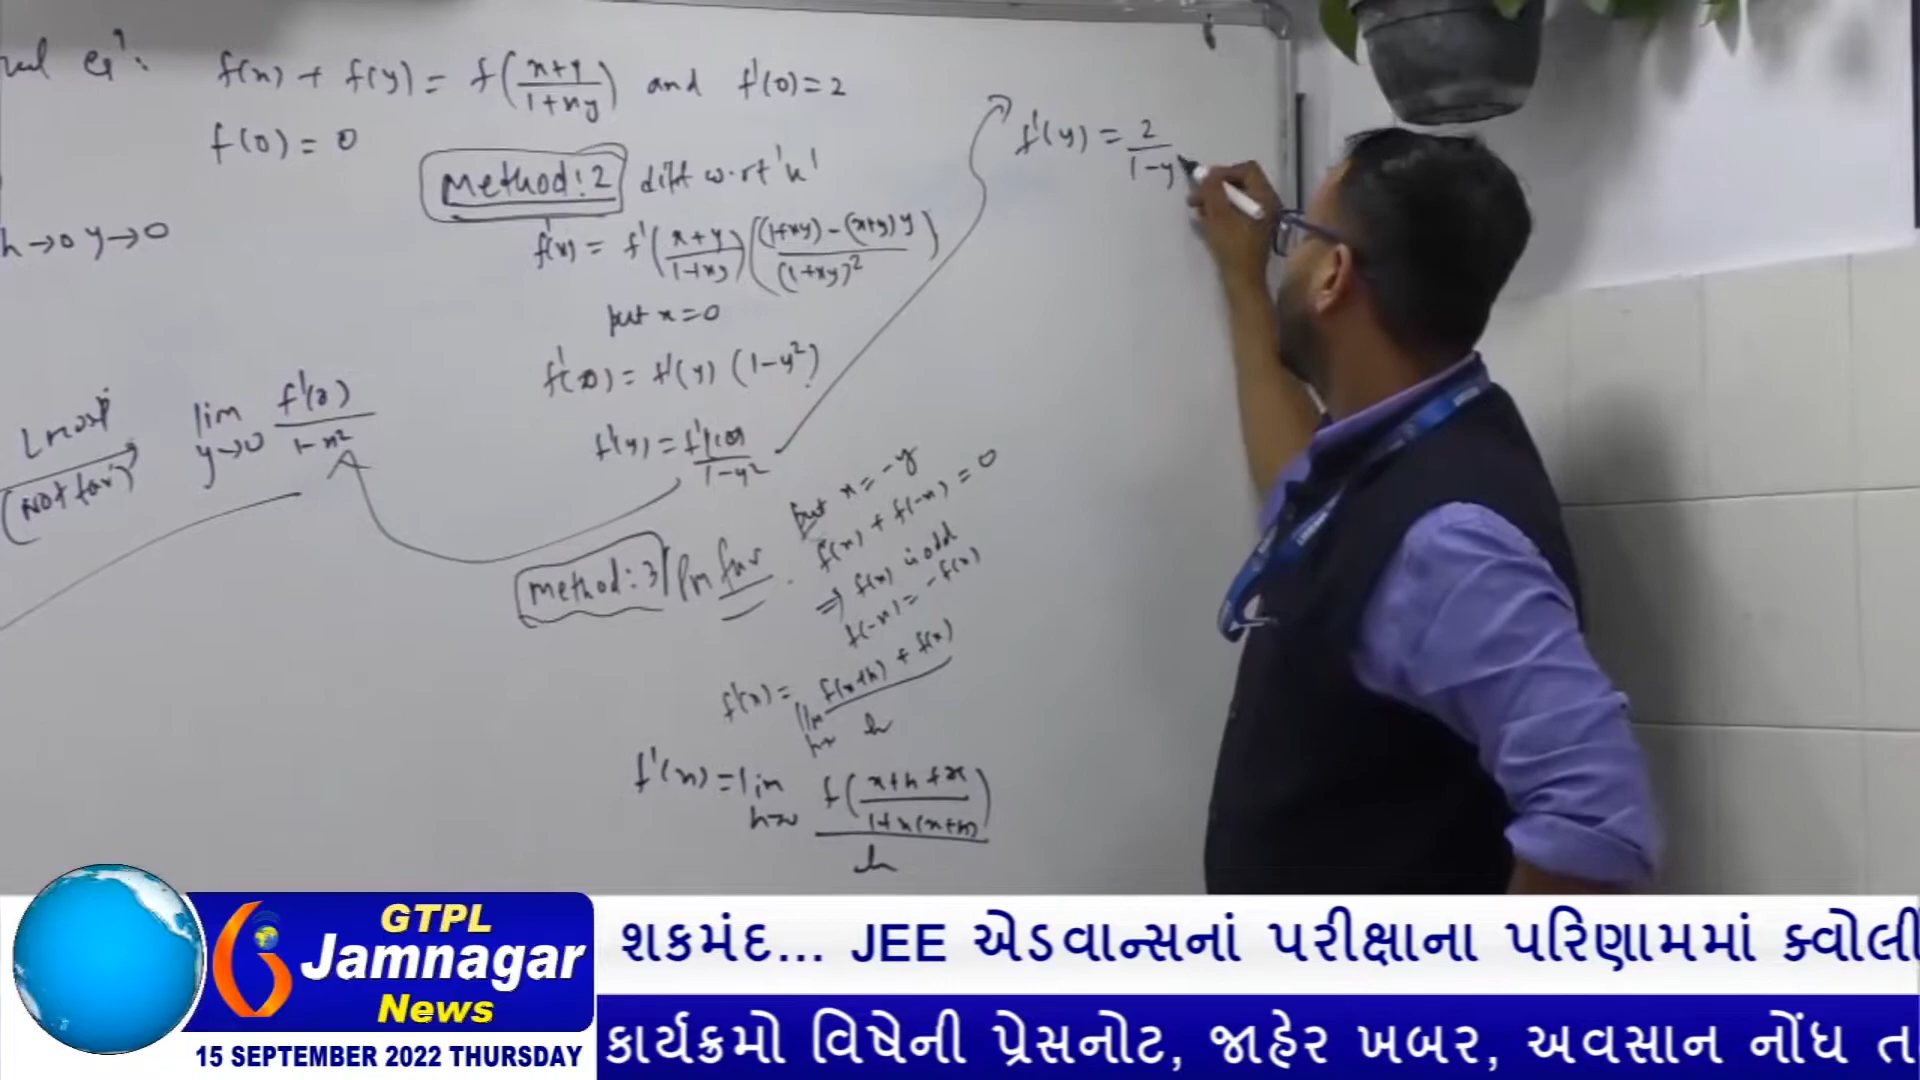 f(x) + f(y) = f((x+y)/(1+xy)) and f'(0) = 2
f(0) = 0
h→0 y→0
lim y→0 f'(0)/(1-x²)
(Not fav)
Method: 2 diff w.r.t 'x'
f'(x) = f'((x+y)/(1+xy)) (((1+xy) - (x+y)y)/(1+xy)²)
put x = 0
f'(0) = f'(y) (1-y²)
f'(y) = f'(0)/(1-y²)
f'(y) = 2/(1-y
method: 3
put x = -y
f(x) + f(-x) = 0
⇒ f(x) is odd
f(-x) = -f(x)
f'(x) = lim (f(x+h) + f(x))/h
f'(x) = lim f((x+h+x)/(1+x(x+h)))/h
GTPL
Jamnagar
News
15 SEPTEMBER 2022 THURSDAY
શકમંદ... JEE એડવાન્સનાં પરીક્ષાના પરિણામમાં ક્વોલી
કાર્યક્રમો વિષેની પ્રેસનોટ, જાહેર ખબર, અવસાન નોંધ ત